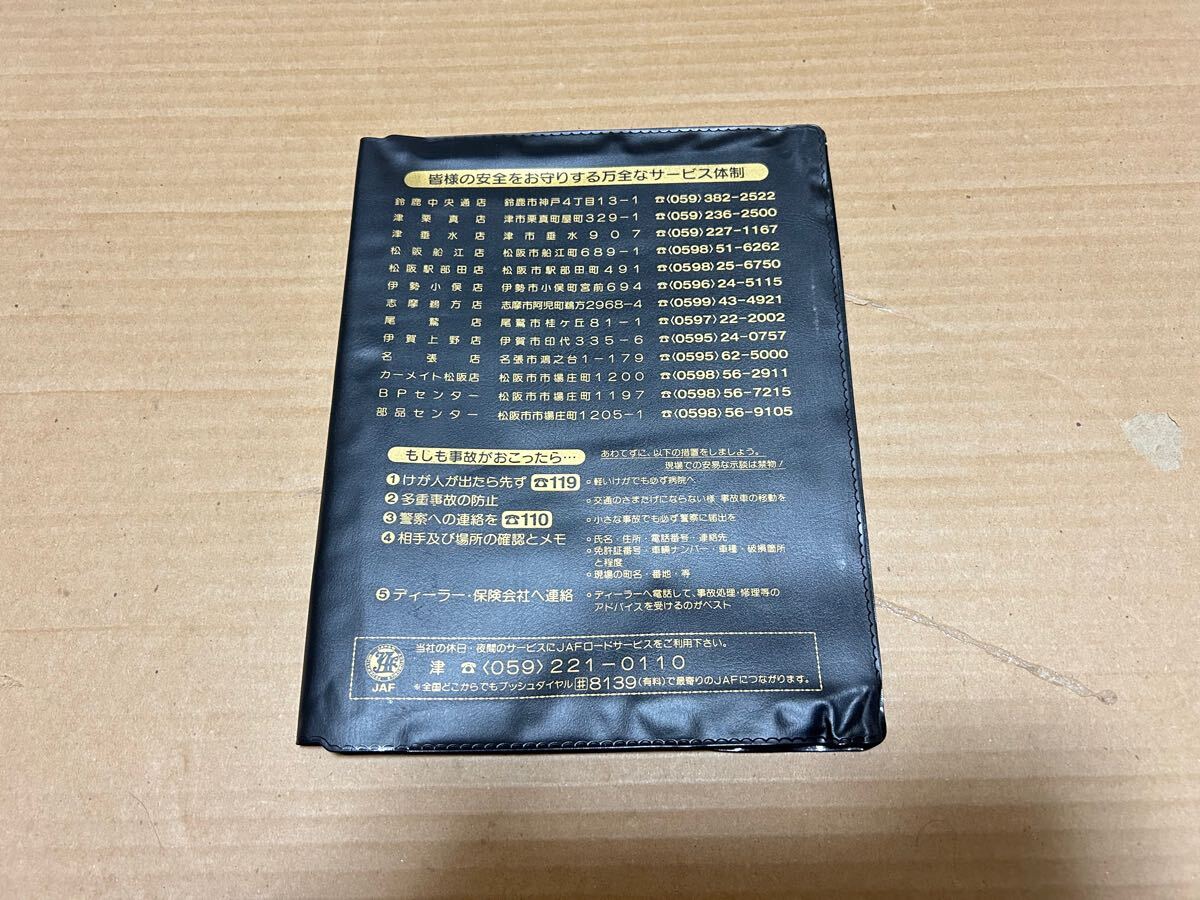 皆様の安全をお守りする万全なサービス体制
鈴鹿中央通店 鈴鹿市神戸4丁目13-1 ☎(059)382-2522
津栗真店 津市栗真町屋町329-1 ☎(059)236-2500
津垂水店 津市垂水907 ☎(059)227-1167
松阪船江店 松阪市船江町689-1 ☎(0598)51-6262
松阪駅部田店 松阪市駅部田町491 ☎(0598)25-6750
伊勢小俣店 伊勢市小俣町宮前694 ☎(0596)24-5115
志摩鵜方店 志摩市阿児町鵜方2968-4 ☎(0599)43-4921
尾鷲店 尾鷲市桂ヶ丘81-1 ☎(0597)22-2002
伊賀上野店 伊賀市印代335-6 ☎(0595)24-0757
名張店 名張市鴻之台1-179 ☎(0595)62-5000
カーメイト松阪店 松阪市市場庄町1200 ☎(0598)56-2911
BPセンター 松阪市市場庄町1197 ☎(0598)56-7215
部品センター 松阪市市場庄町1205-1 ☎(0598)56-9105
もしも事故がおこったら… あわてずに、以下の措置をしましょう。
現場での安易な示談は禁物!
❶けが人が出たら先ず ☎119 ○軽いけがでも必ず病院へ
❷多重事故の防止 ○交通のさまたげにならない様 事故車の移動を
❸警察への連絡を ☎110 ○小さな事故でも必ず警察に届出を
❹相手及び場所の確認とメモ ○氏名・住所・電話番号・連絡先
○免許証番号・車輛ナンバー・車種・破損箇所
と程度
○現場の町名・番地・等
❺ディーラー・保険会社へ連絡 ○ディーラーへ電話して、事故処理・修理等の
アドバイスを受けるのがベスト
当社の休日・夜間のサービスにJAFロードサービスをご利用下さい。
津 ☎(059)221-0110
JAF
※全国どこからでもプッシュダイヤル#8139(有料)で最寄りのJAFにつながります。